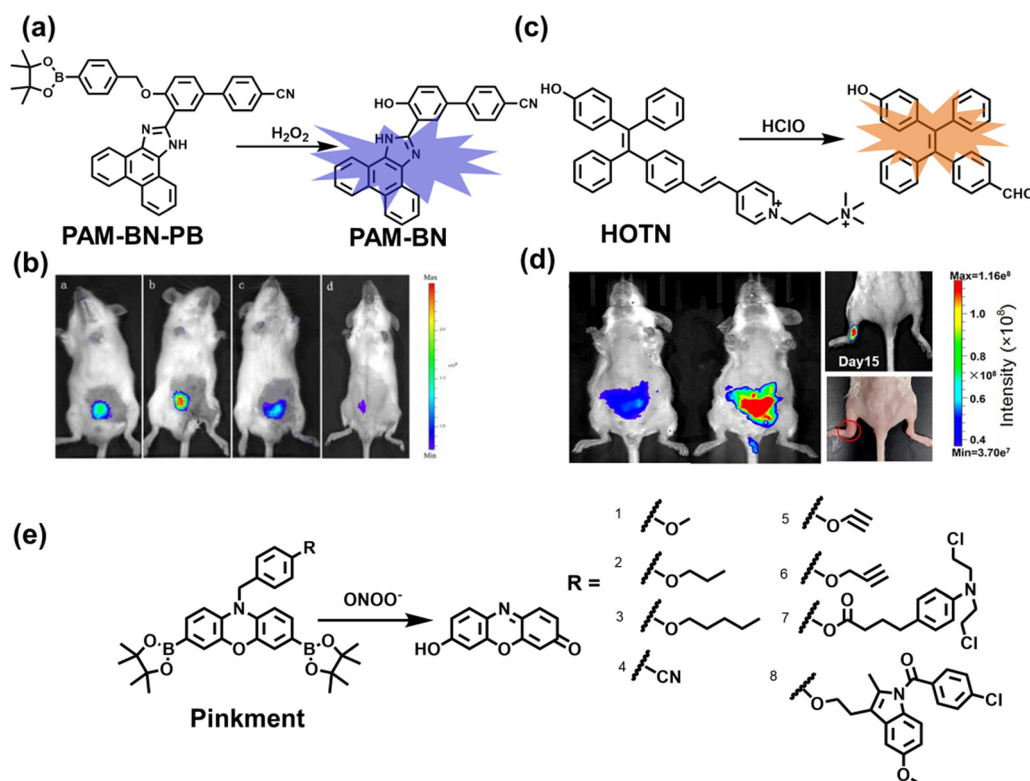 (a)
B
O
O
O
CN
N
NH
H₂O₂
HO
CN
HN
N
PAM-BN-PB
PAM-BN
(c)
HO
N
+
N
+
HClO
HO
CHO
HOTN
(b)
a
b
c
d
Max
Min
(d)
Day15
Max=1.16e⁸
1.0
0.8
×10⁸
0.6
0.4
Min=3.70e⁷
Intensity (×10⁸)
(e)
R
N
O
B
O
O
B
O
O
ONOO⁻
N
HO
O
O
Pinkment
R =
1
O
2
O
3
O
4
CN
5
O
6
O
7
O
O
N
Cl
Cl
8
O
N
O
Cl
O